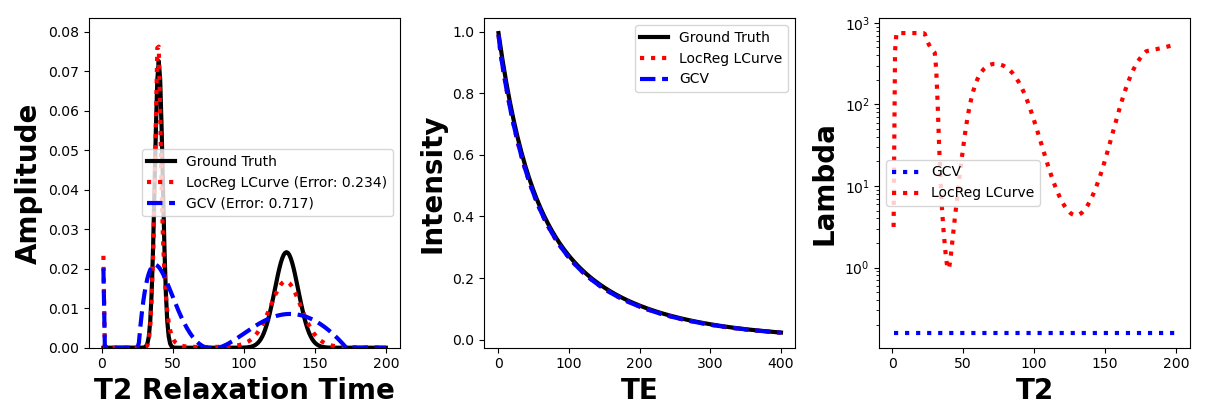 0.08
0.07
0.06
0.05
0.04
0.03
0.02
0.01
0.00
Amplitude
Ground Truth
LocReg LCurve (Error: 0.234)
GCV (Error: 0.717)
0 50 100 150 200
T2 Relaxation Time
1.0
0.8
0.6
0.4
0.2
0.0
Intensity
Ground Truth
LocReg LCurve
GCV
0 100 200 300 400
TE
10³
10²
10¹
10⁰
Lambda
GCV
LocReg LCurve
0 50 100 150 200
T2